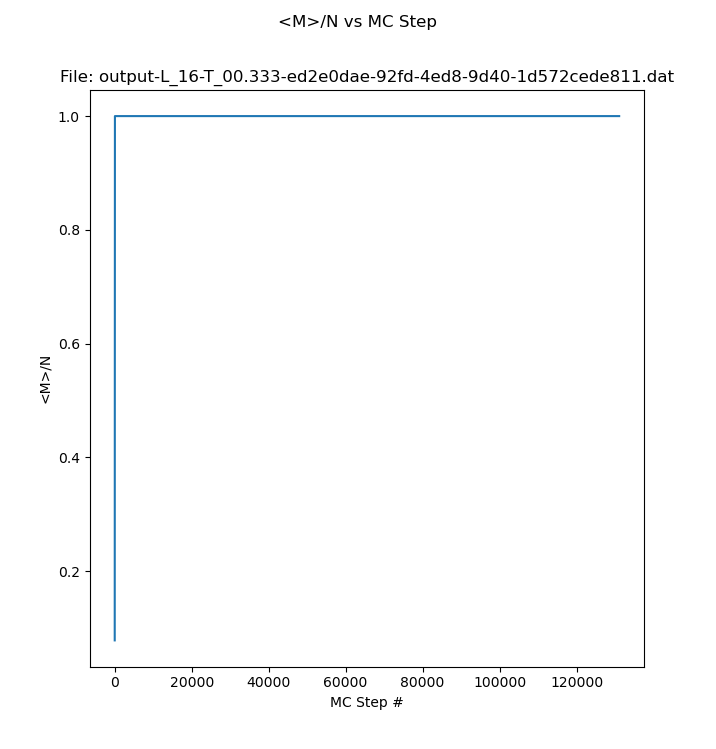 <M>/N vs MC Step
File: output-L_16-T_00.333-ed2e0dae-92fd-4ed8-9d40-1d572cede811.dat
1.0
0.8
0.6
0.4
0.2
<M>/N
0 20000 40000 60000 80000 100000 120000
MC Step #